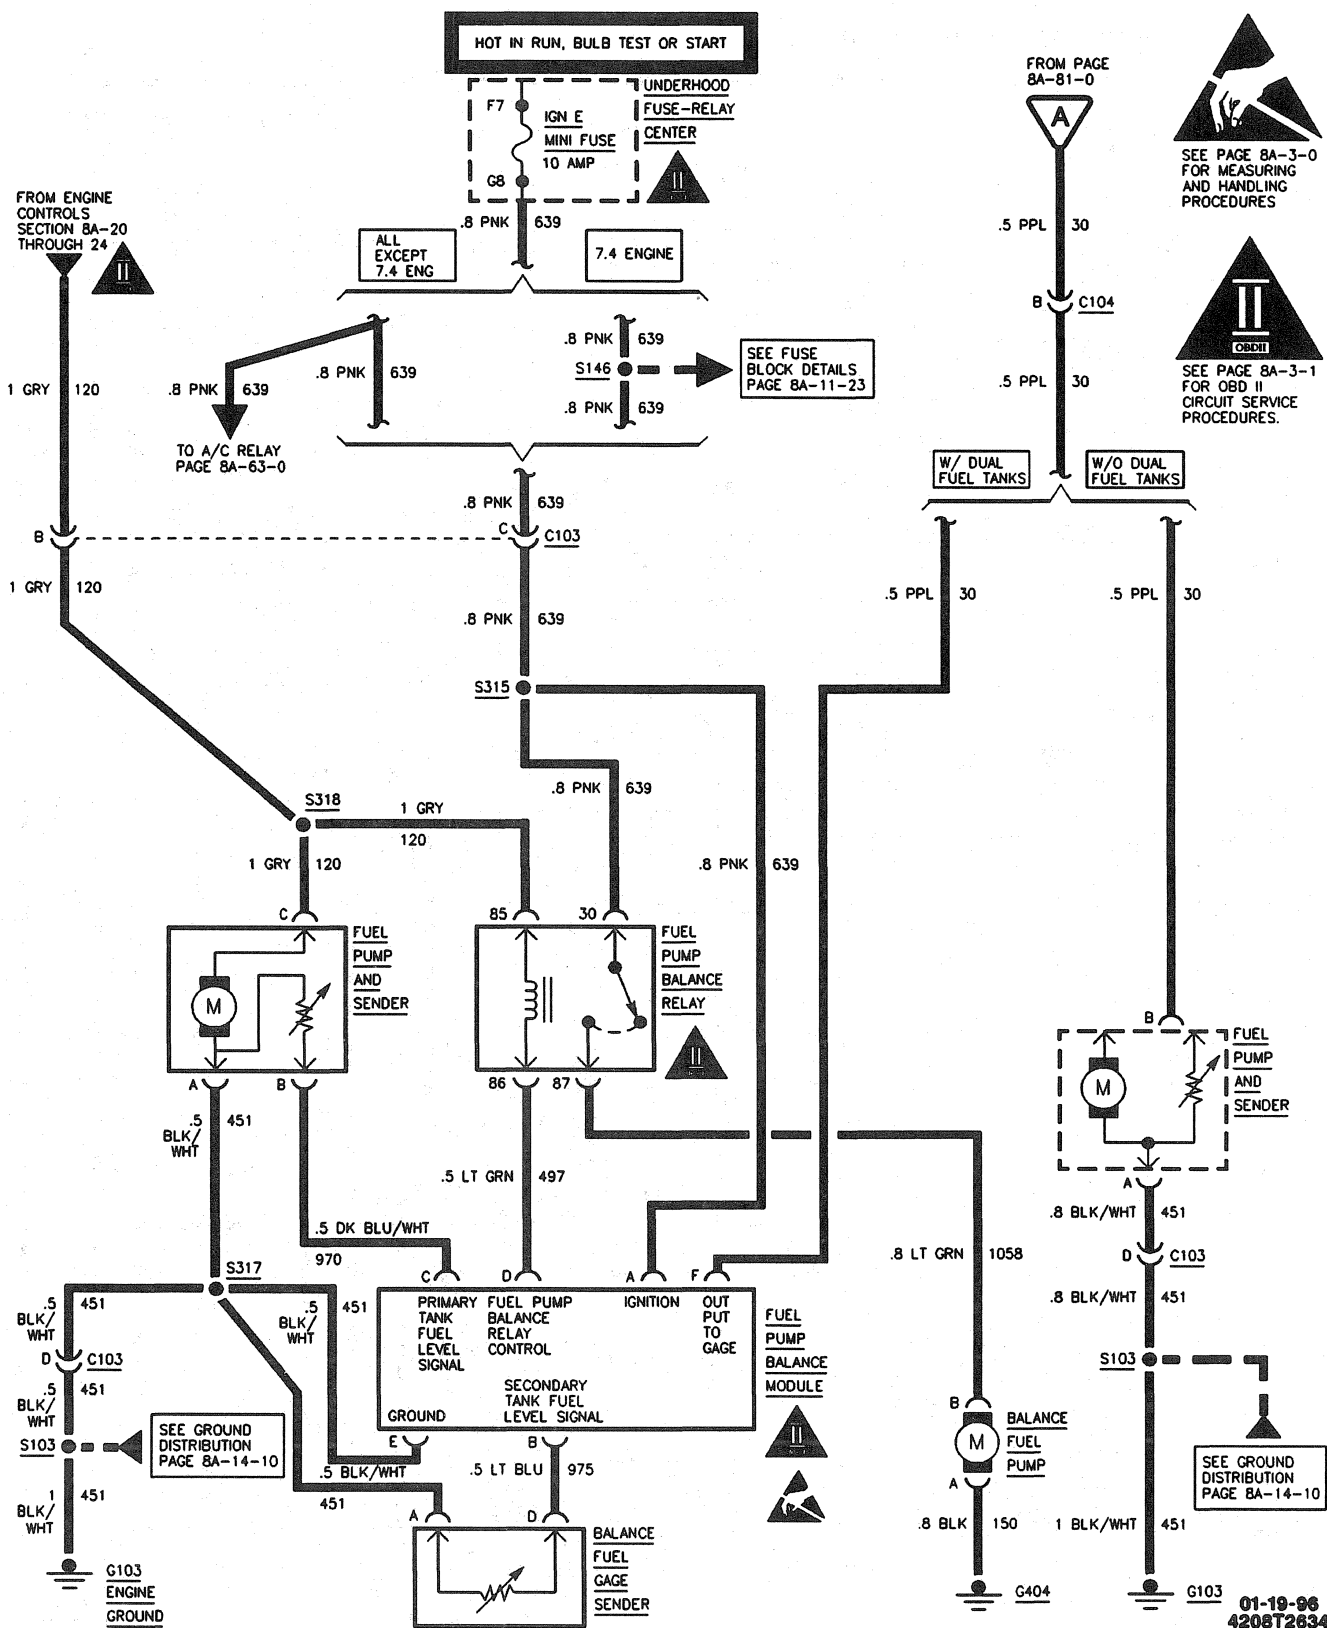 HOT IN RUN, BULB TEST OR START
UNDERHOOD
FUSE-RELAY
CENTER
F7
IGN E
MINI FUSE
10 AMP
G8
.8 PNK 639
FROM PAGE
8A-81-0
A
SEE PAGE 8A-3-0
FOR MEASURING
AND HANDLING
PROCEDURES
FROM ENGINE
CONTROLS
SECTION 8A-20
THROUGH 24
II
ALL
EXCEPT
7.4 ENG
7.4 ENGINE
.5 PPL 30
B C104
II
OBDII
SEE PAGE 8A-3-1
FOR OBD II
CIRCUIT SERVICE
PROCEDURES.
1 GRY 120
.8 PNK 639
.8 PNK 639
.8 PNK 639
S146
.8 PNK 639
SEE FUSE
BLOCK DETAILS
PAGE 8A-11-23
.5 PPL 30
TO A/C RELAY
PAGE 8A-63-0
W/ DUAL
FUEL TANKS
W/O DUAL
FUEL TANKS
.8 PNK 639
B
C C103
1 GRY 120
.8 PNK 639
.5 PPL 30
.5 PPL 30
S315
.8 PNK 639
S318
1 GRY
120
1 GRY 120
.8 PNK 639
C
85 30
FUEL
PUMP
AND
SENDER
M
FUEL
PUMP
BALANCE
RELAY
II
A B
86 87
B
FUEL
PUMP
AND
SENDER
M
A
.5
BLK/
WHT
451
.5 LT GRN 497
.5 DK BLU/WHT
970
.8 BLK/WHT 451
D C103
.8 LT GRN 1058
.8 BLK/WHT 451
S317
C D A F
.5
BLK/
WHT
451
.5
BLK/
WHT
451
PRIMARY
TANK
FUEL
LEVEL
SIGNAL
FUEL PUMP
BALANCE
RELAY
CONTROL
IGNITION
OUT
PUT
TO
GAGE
FUEL
PUMP
BALANCE
MODULE
II
D C103
.5
BLK/
WHT
451
SECONDARY
TANK FUEL
LEVEL SIGNAL
GROUND
S103
S103
SEE GROUND
DISTRIBUTION
PAGE 8A-14-10
E B
.5 BLK/WHT
451
.5 LT BLU 975
B
M
A
BALANCE
FUEL
PUMP
SEE GROUND
DISTRIBUTION
PAGE 8A-14-10
1
BLK/
WHT
451
A D
BALANCE
FUEL
GAGE
SENDER
.8 BLK 150
1 BLK/WHT 451
G103
ENGINE
GROUND
G404
G103
01-19-96
4208T2634